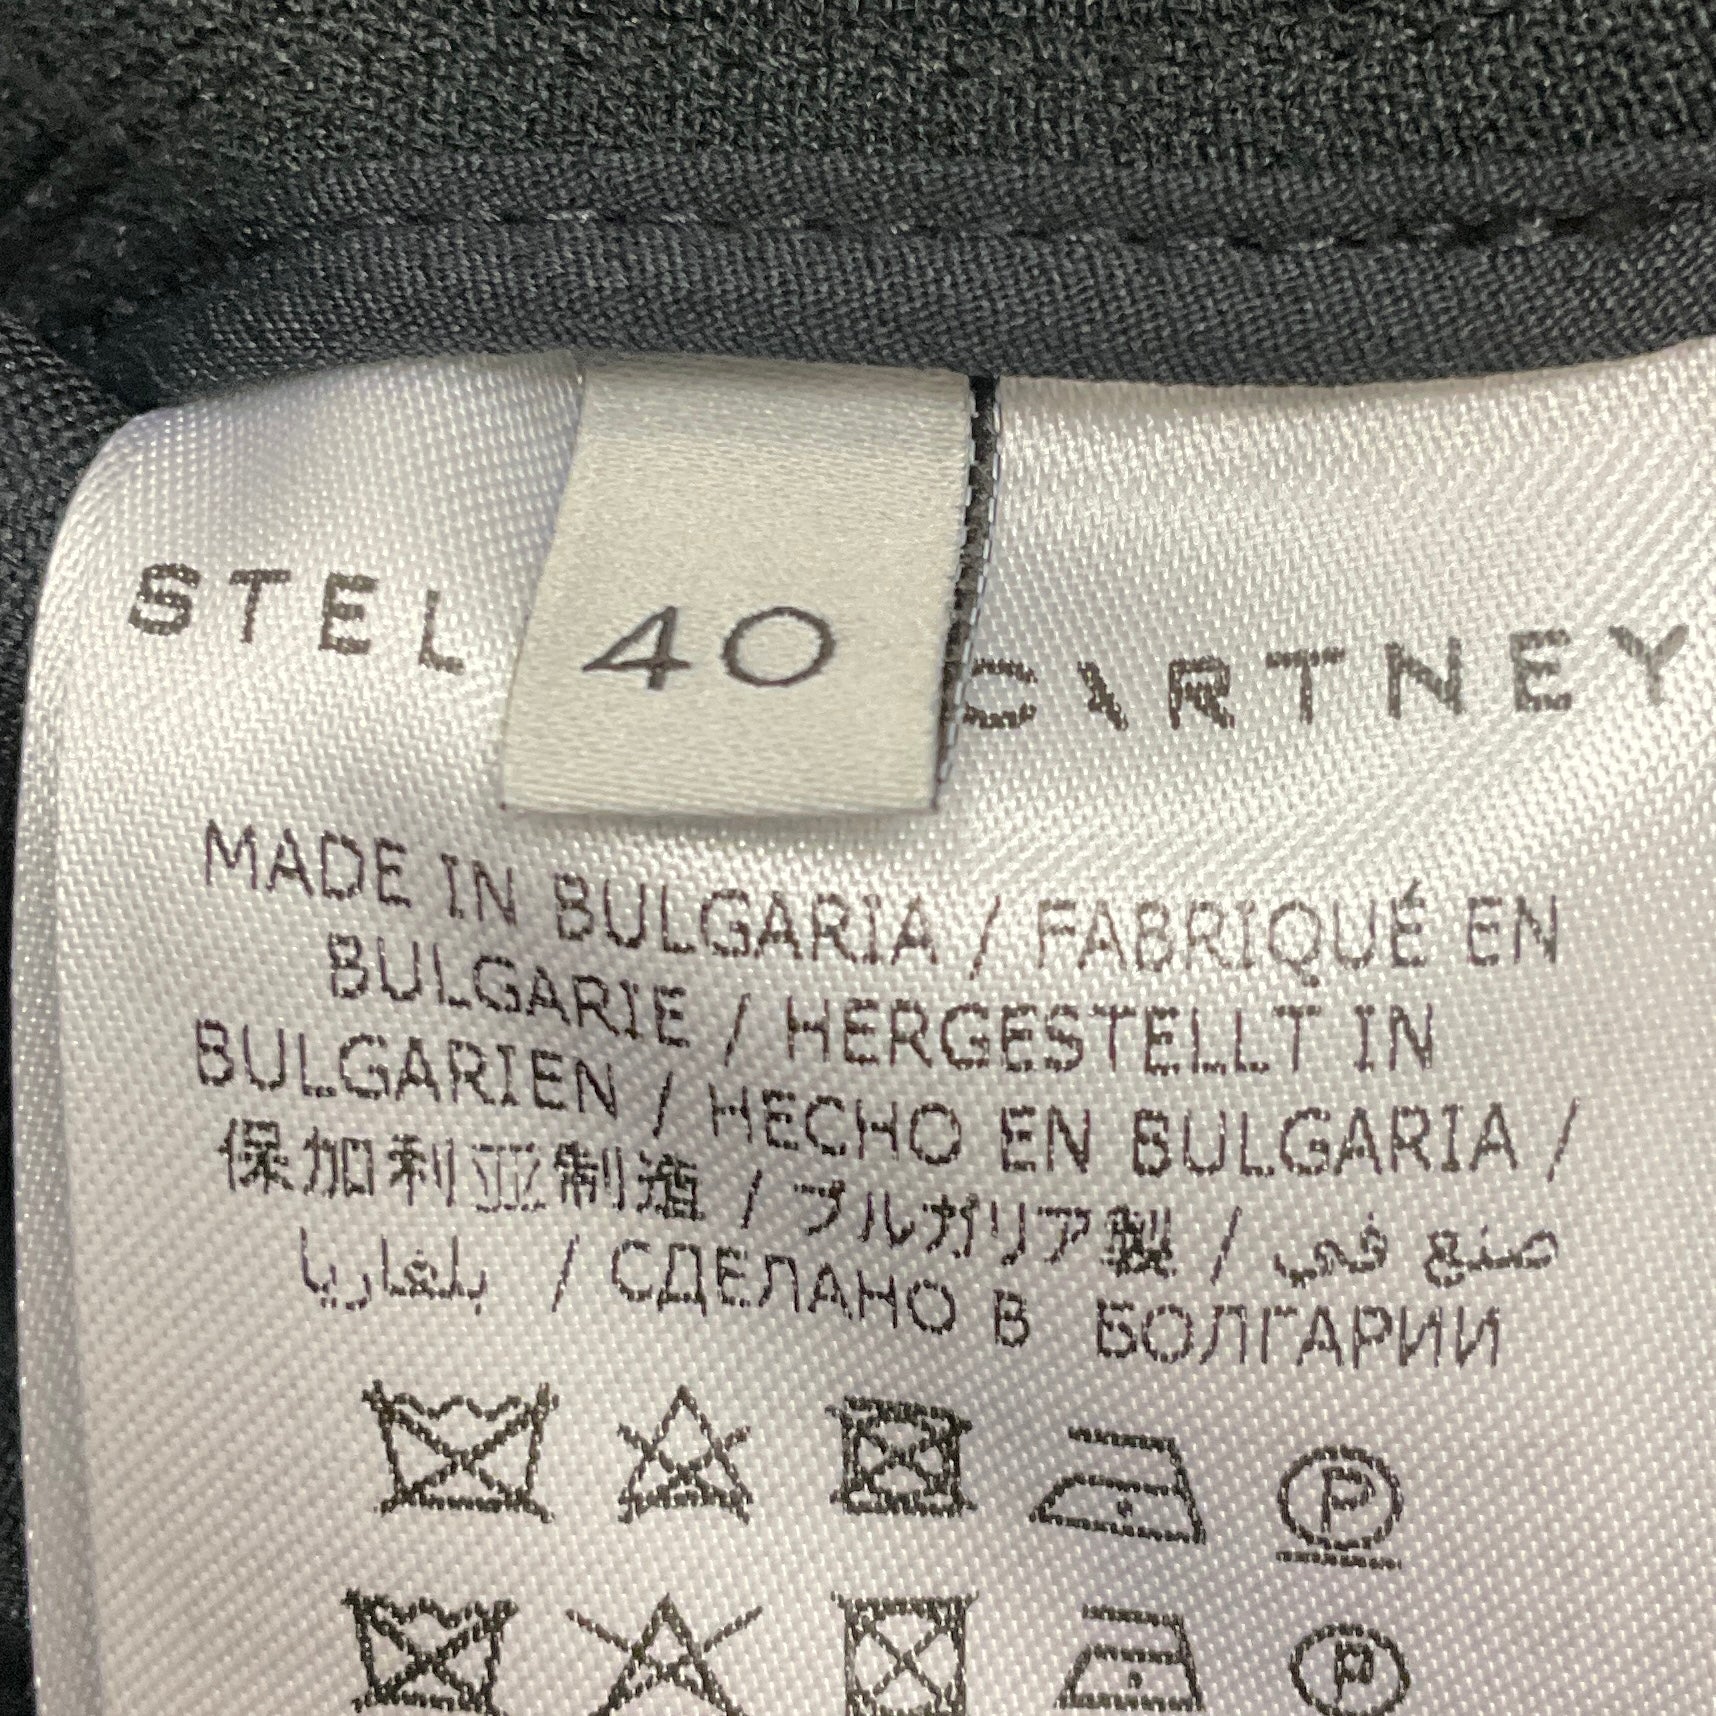 STEL 40 CARTNEY
MADE IN BULGARIA / FABRIQUÉ EN
BULGARIE / HERGESTELLT IN
BULGARIEN / HECHO EN BULGARIA /
保加利亚制造 / ブルガリア製 / صنع في
بلغاريا / СДЕЛАНО В БОЛГАРИИ
P
P